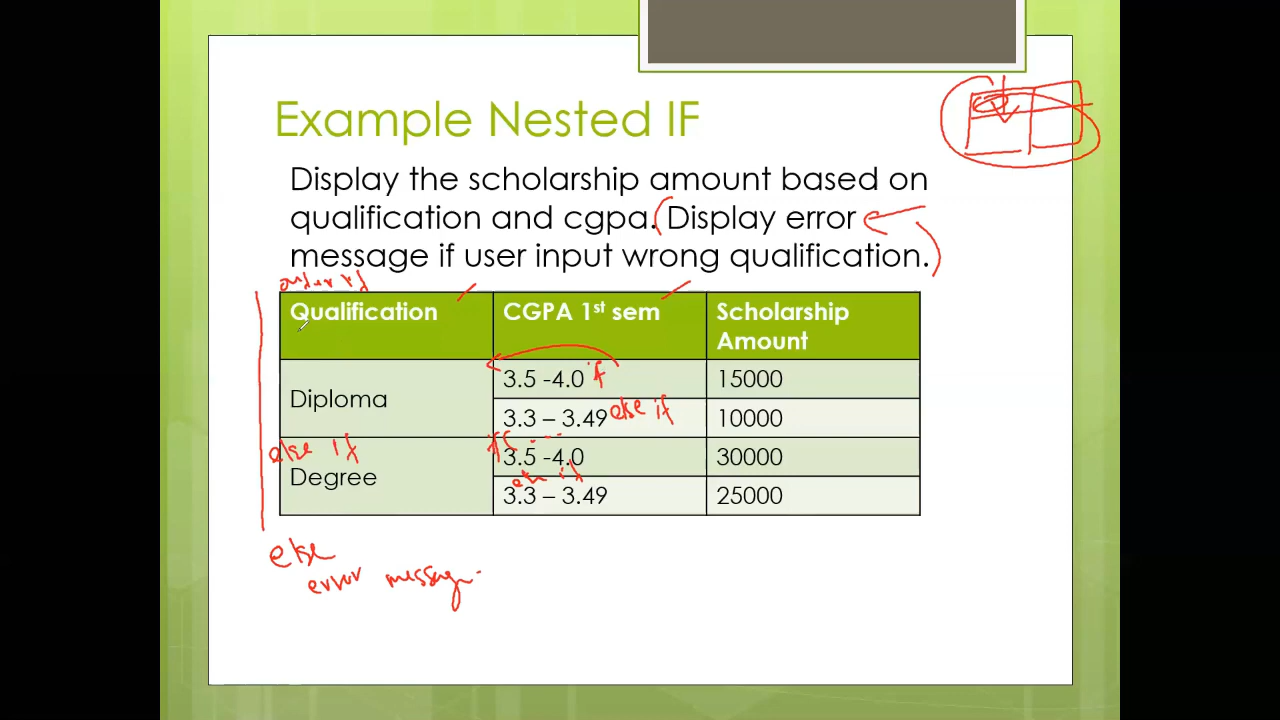 Example Nested IF
Display the scholarship amount based on
qualification and cgpa. Display error
message if user input wrong qualification.
Qualification CGPA 1st sem Scholarship Amount
Diploma
3.5 -4.0 if 15000
3.3 – 3.49 else if 10000
else if
Degree
if ...
3.5 -4.0 30000
if
3.3 – 3.49 25000
else
error message.